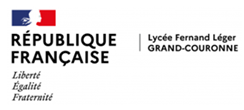 RÉPUBLIQUE
FRANÇAISE
Liberté
Égalité
Fraternité
Lycée Fernand Léger
GRAND-COURONNE